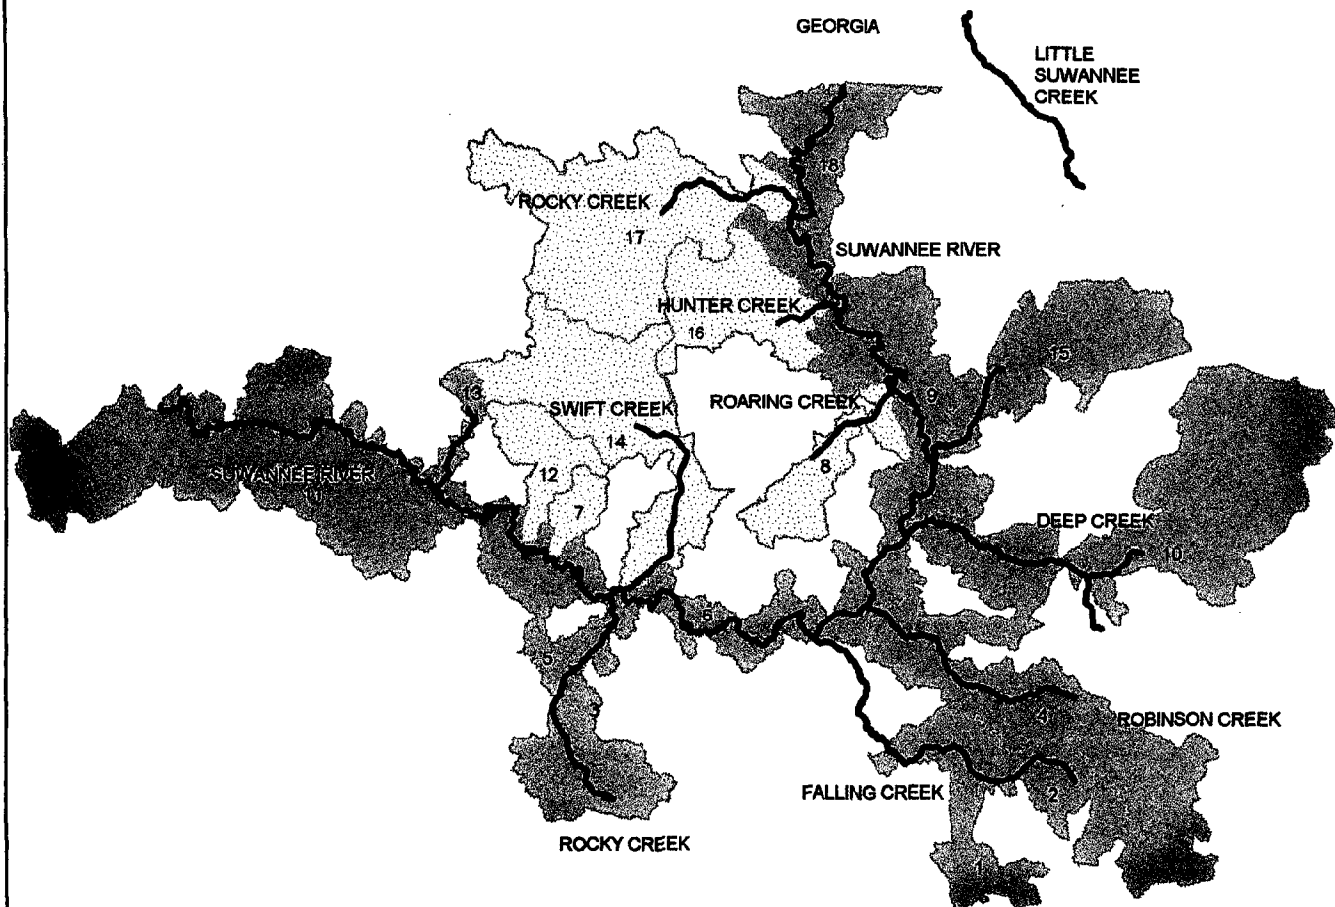 GEORGIA
LITTLE
SUWANNEE
CREEK
18
ROCKY CREEK
17
SUWANNEE RIVER
HUNTER CREEK
16
15
13
9
ROARING CREEK
SWIFT CREEK
14
8
SUWANNEE RIVER
11
12
7
DEEP CREEK
10
6
5
3
4
ROBINSON CREEK
FALLING CREEK
2
ROCKY CREEK
1